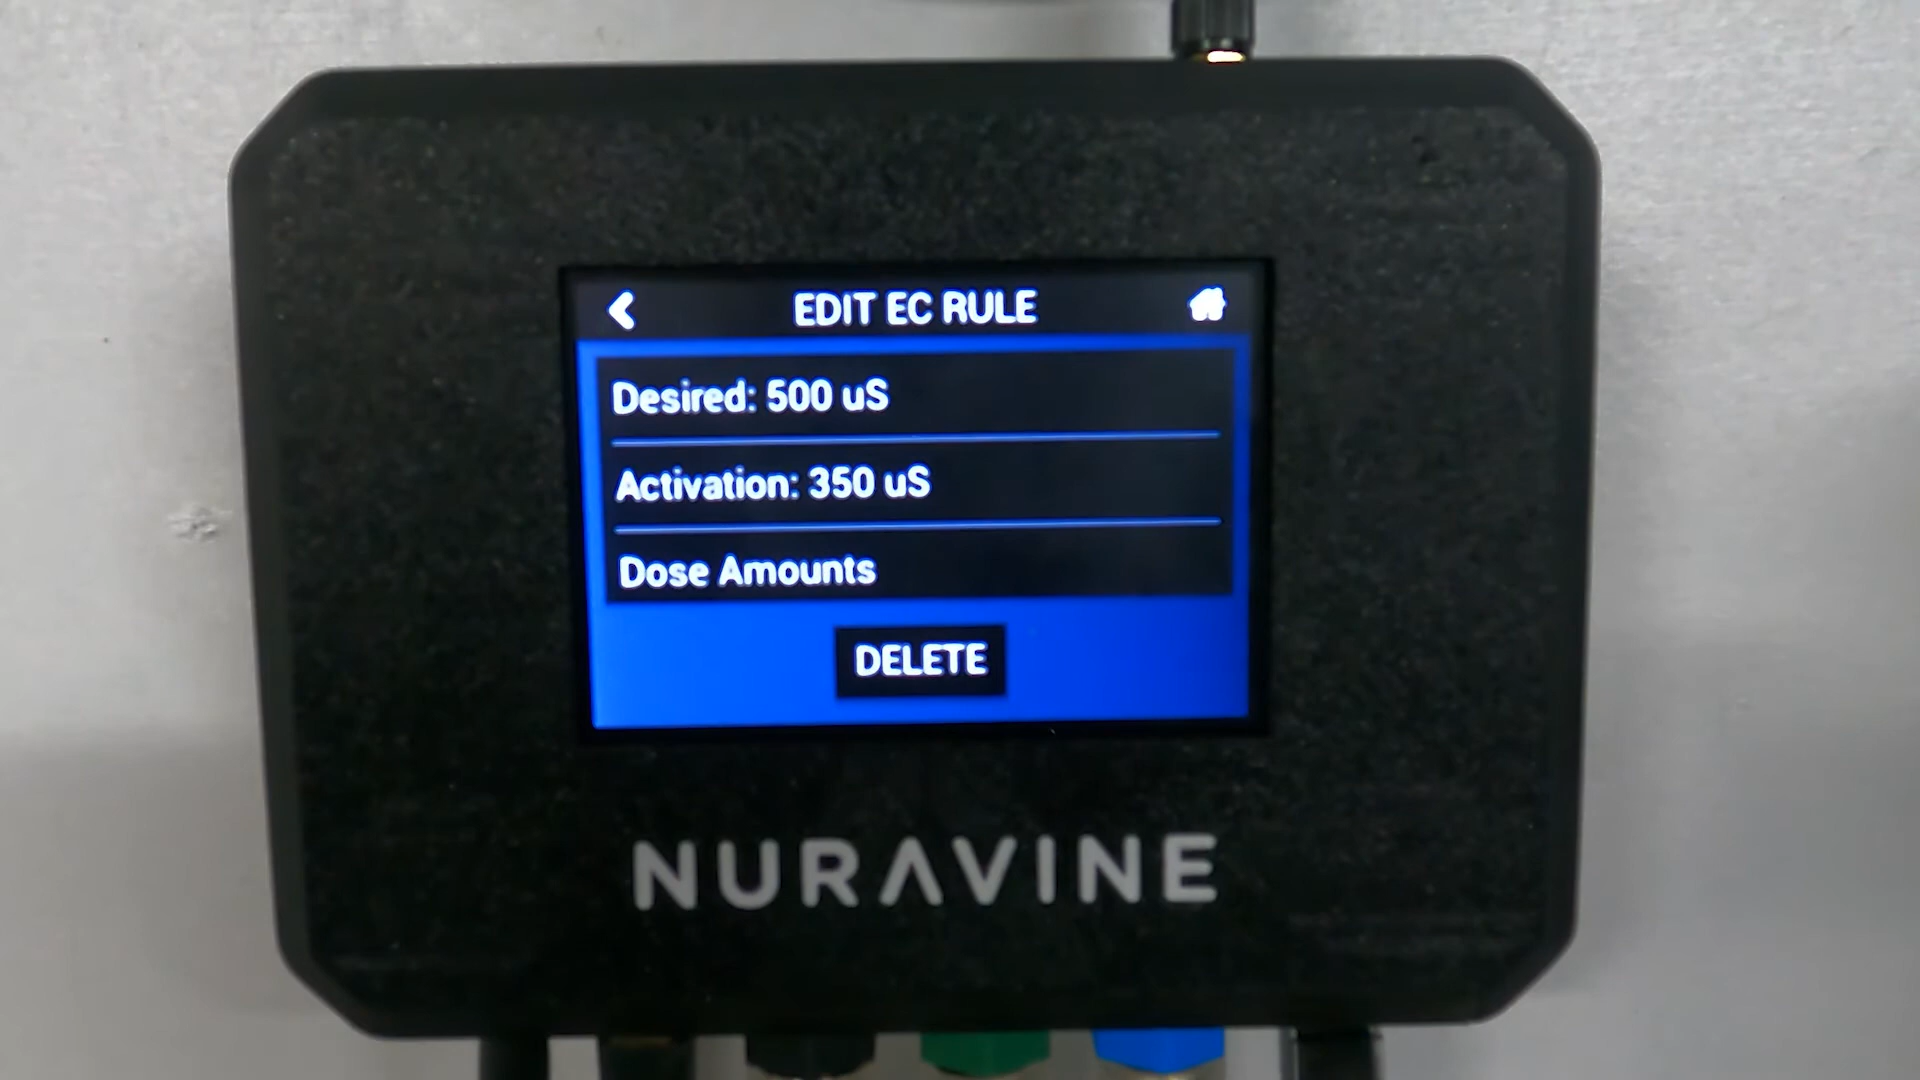 EDIT EC RULE
Desired: 500 uS
Activation: 350 uS
Dose Amounts
DELETE
NURAVINE